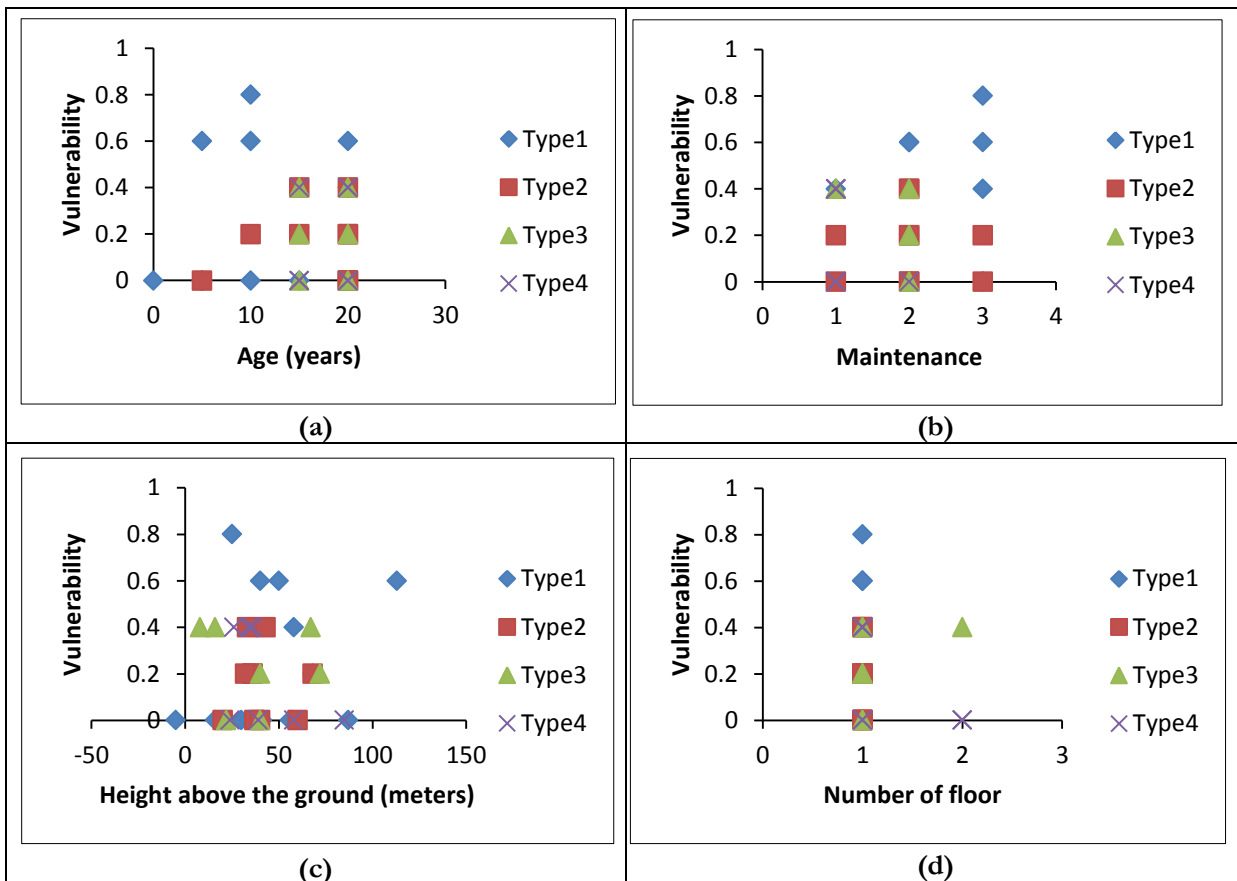 1
0.8
0.6
0.4
0.2
0
0 10 20 30
Vulnerability
Age (years)
Type1
Type2
Type3
Type4
(a)
1
0.8
0.6
0.4
0.2
0
0 1 2 3 4
Vulnerability
Maintenance
Type1
Type2
Type3
Type4
(b)
1
0.8
0.6
0.4
0.2
0
-50 0 50 100 150
Vulnerability
Height above the ground (meters)
Type1
Type2
Type3
Type4
(c)
1
0.8
0.6
0.4
0.2
0
0 1 2 3
Vulnerability
Number of floor
Type1
Type2
Type3
Type4
(d)